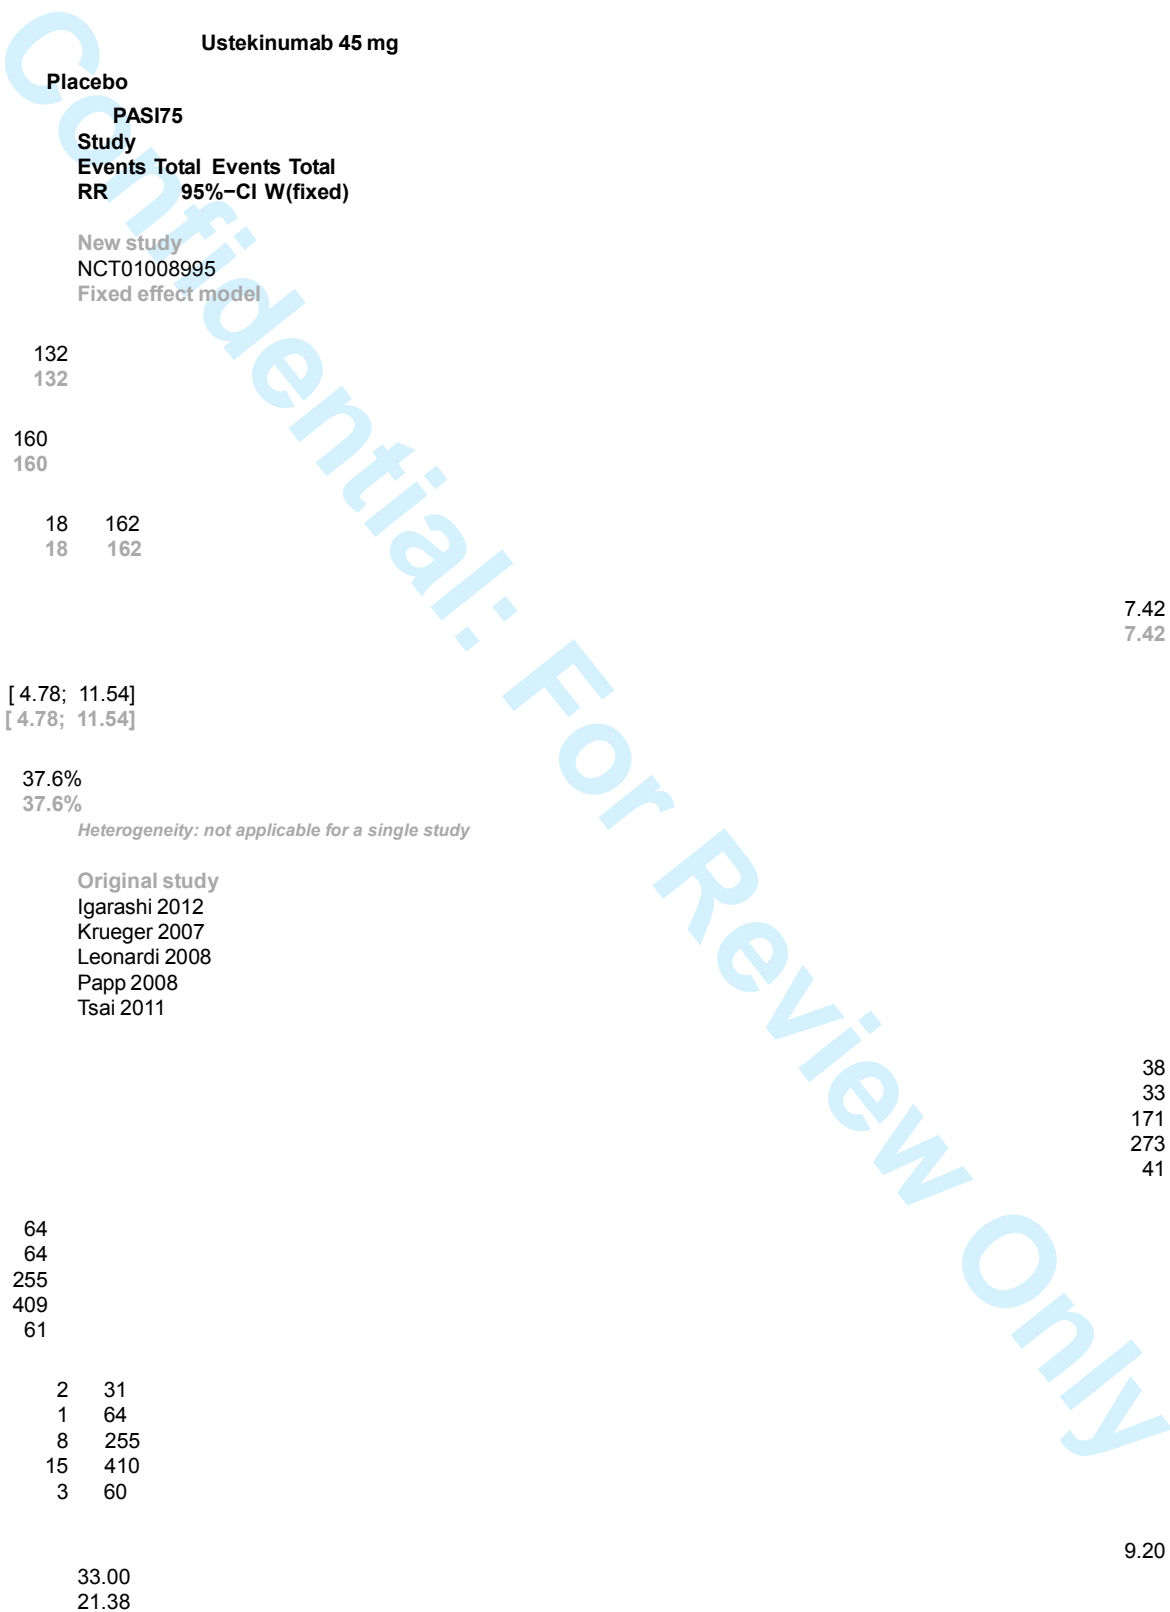 Ustekinumab 45 mg
Placebo
PASI75
Study
Events Total Events Total
RR 95%−CI W(fixed)
New study
NCT01008995
Fixed effect model
132
132
160
160
18 162
18 162
7.42
7.42
[ 4.78; 11.54]
[ 4.78; 11.54]
37.6%
37.6%
Heterogeneity: not applicable for a single study
Original study
Igarashi 2012
Krueger 2007
Leonardi 2008
Papp 2008
Tsai 2011
38
33
171
273
41
64
64
255
409
61
2 31
1 64
8 255
15 410
3 60
9.20
33.00
21.38
Confidential: For Review Only